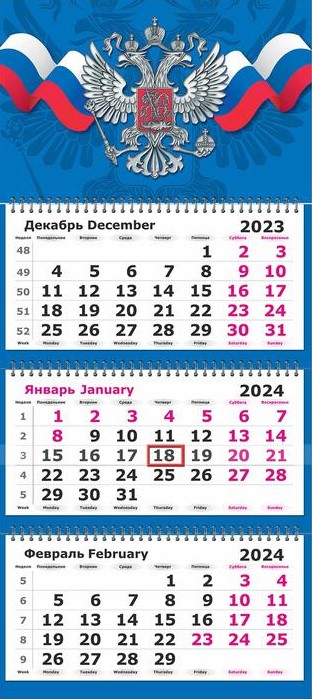 Декабрь December 2023
Неделя Понедельник Вторник Среда Четверг Пятница Суббота Воскресенье
48 1 2 3
49 4 5 6 7 8 9 10
50 11 12 13 14 15 16 17
51 18 19 20 21 22 23 24
52 25 26 27 28 29 30 31
Week Monday Tuesday Wednesday Thursday Friday Saturday Sunday
Январь January 2024
Неделя Понедельник Вторник Среда Четверг Пятница Суббота Воскресенье
1 1 2 3 4 5 6 7
2 8 9 10 11 12 13 14
3 15 16 17 18 19 20 21
4 22 23 24 25 26 27 28
5 29 30 31
Week Monday Tuesday Wednesday Thursday Friday Saturday Sunday
Февраль February 2024
Неделя Понедельник Вторник Среда Четверг Пятница Суббота Воскресенье
5 1 2 3 4
6 5 6 7 8 9 10 11
7 12 13 14 15 16 17 18
8 19 20 21 22 23 24 25
9 26 27 28 29
Week Monday Tuesday Wednesday Thursday Friday Saturday Sunday